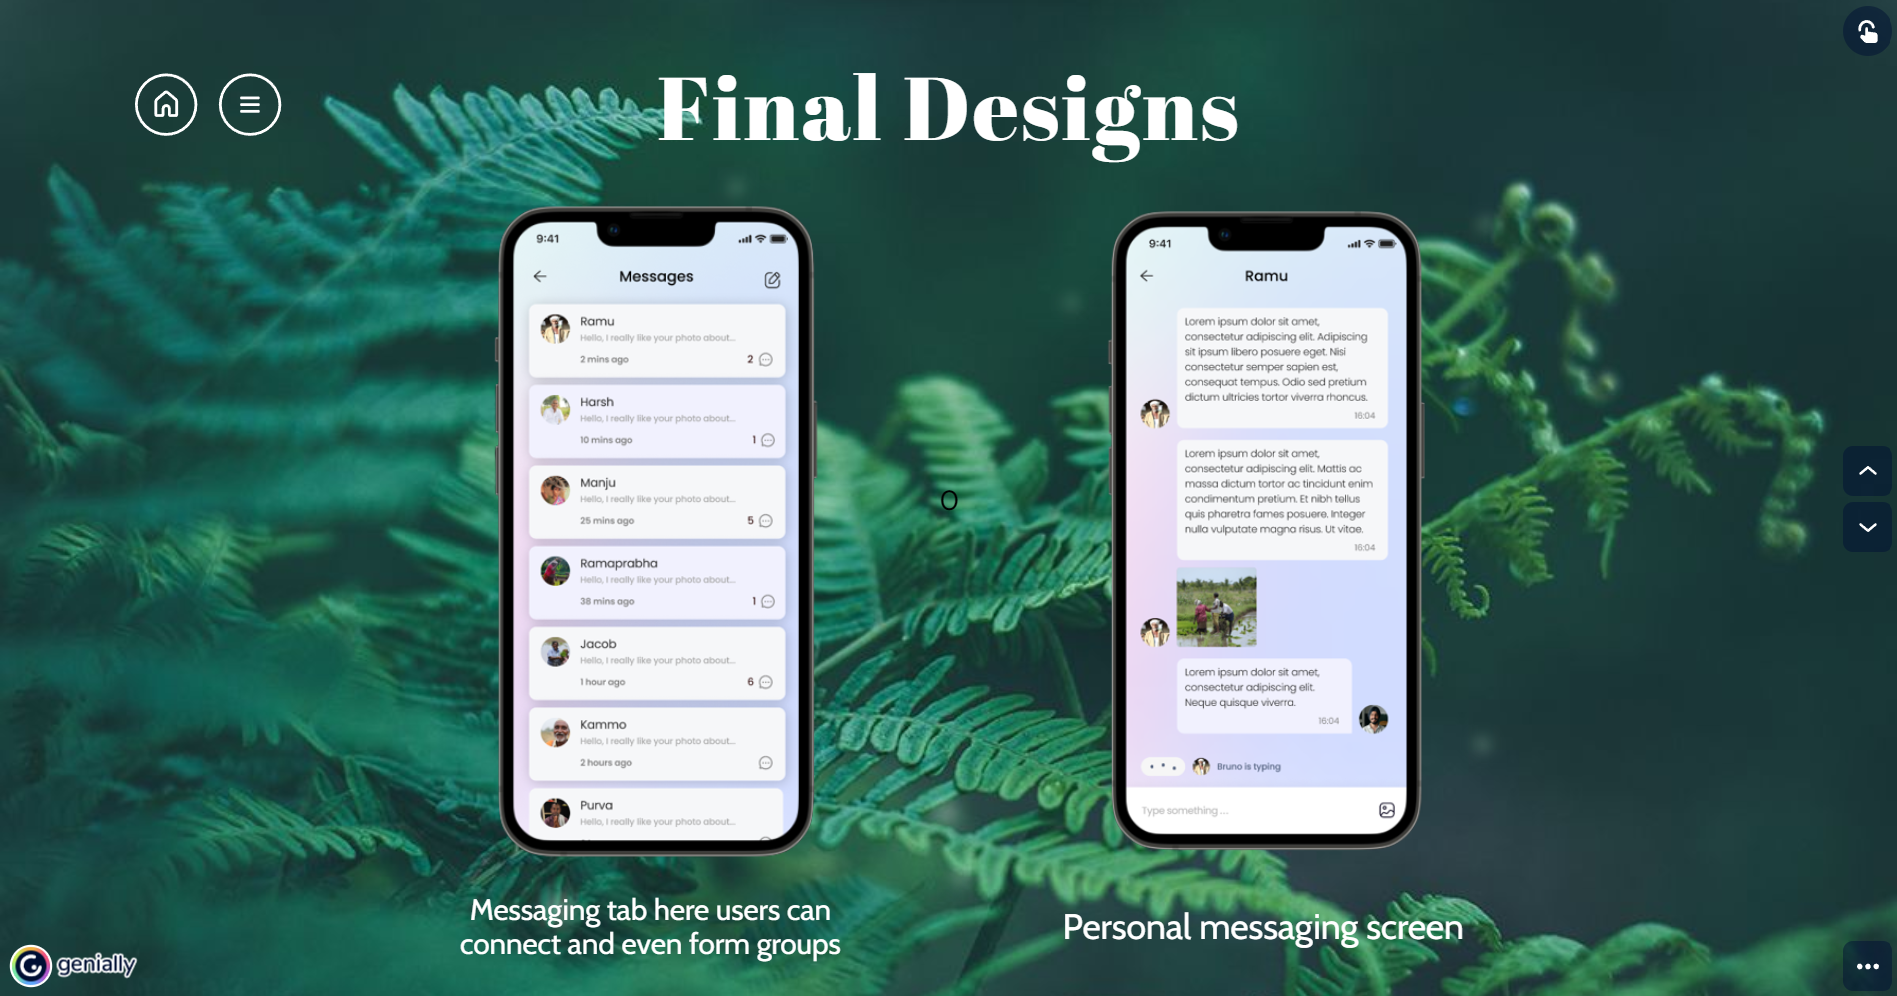 Final Designs
9:41
Messages
Ramu
Hello, I really like your photo about...
2 mins ago
2
Harsh
Hello, I really like your photo about...
10 mins ago
1
Manju
Hello, I really like your photo about...
25 mins ago
5
Ramaprabha
Hello, I really like your photo about...
38 mins ago
1
Jacob
Hello, I really like your photo about...
1 hour ago
6
Kammo
Hello, I really like your photo about...
2 hours ago
Purva
Hello, I really like your photo about...
Messaging tab here users can
connect and even form groups
0
9:41
Ramu
Lorem ipsum dolor sit amet,
consectetur adipiscing elit. Adipiscing
sit ipsum libero posuere eget. Nisi
consectetur semper sapien est,
consequat tempus. Odio sed pretium
dictum ultricies tortor viverra rhoncus.
16:04
Lorem ipsum dolor sit amet,
consectetur adipiscing elit. Mattis ac
massa dictum tortor ac tincidunt enim
condimentum pretium. Et nibh tellus
quis pharetra fames posuere. Integer
nulla vulputate magna risus. Ut vitae.
16:04
Lorem ipsum dolor sit amet,
consectetur adipiscing elit.
Neque quisque viverra.
16:04
Bruno is typing
Type something ...
Personal messaging screen
genially